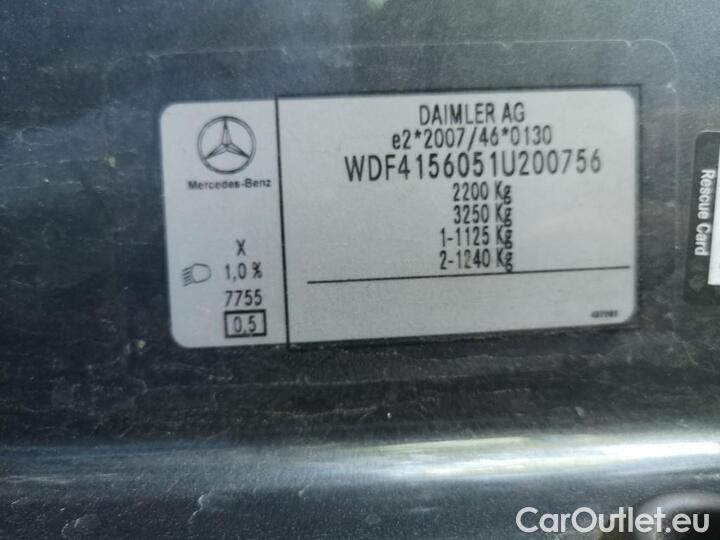 Mercedes-Benz
X
1,0 %
7755
0.5
DAIMLER AG
e2*2007/46*0130
WDF4156051U200756
2200 Kg
3250 Kg
1-1125 Kg
2-1240 Kg
Rescue Card
CarOutlet.eu